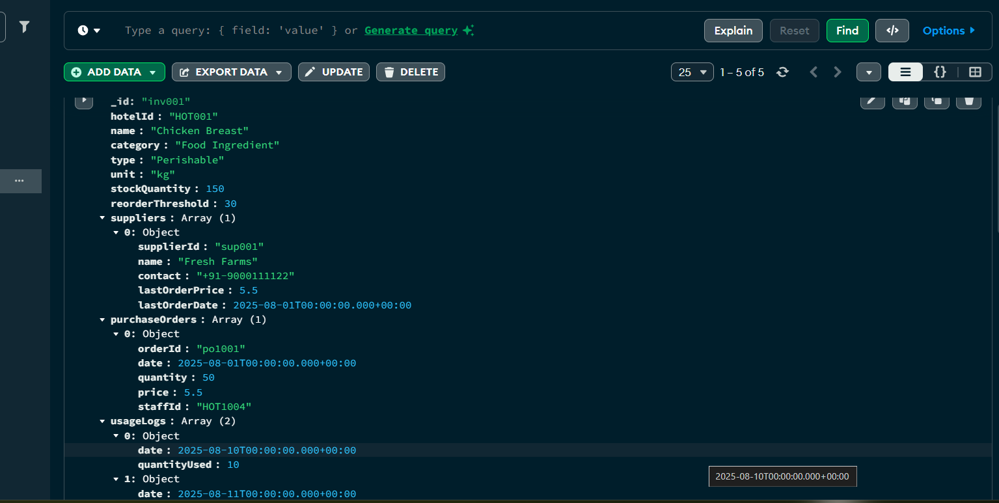 Type a query: { field: 'value' } or Generate query
Explain
Reset
Find
</>
Options
ADD DATA
EXPORT DATA
UPDATE
DELETE
25
1 – 5 of 5
{}
_id: "inv001"
hotelId : "HOT001"
name : "Chicken Breast"
category : "Food Ingredient"
type : "Perishable"
unit : "kg"
stockQuantity : 150
reorderThreshold : 30
suppliers : Array (1)
0: Object
supplierId : "sup001"
name : "Fresh Farms"
contact : "+91-9000111122"
lastOrderPrice : 5.5
lastOrderDate : 2025-08-01T00:00:00.000+00:00
purchaseOrders : Array (1)
0: Object
orderId : "po1001"
date : 2025-08-01T00:00:00.000+00:00
quantity : 50
price : 5.5
staffId : "HOT1004"
usageLogs : Array (2)
0: Object
date : 2025-08-10T00:00:00.000+00:00
quantityUsed : 10
1: Object
2025-08-10T00:00:00.000+00:00
date : 2025-08-11T00:00:00.000+00:00